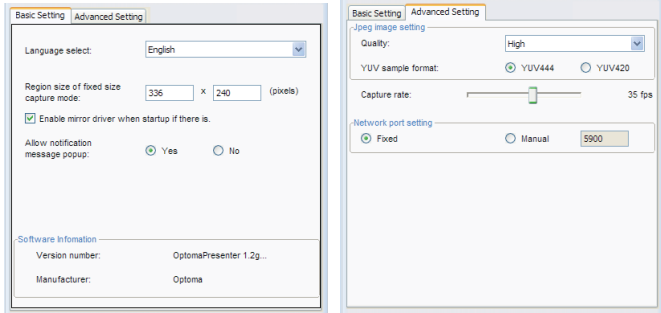 Basic Setting Advanced Setting
Language select: English
Region size of fixed size
capture mode: 336 x 240 (pixels)
Enable mirror driver when startup if there is.
Allow notification
message popup: Yes No
Software Infomation
Version number: OptomaPresenter 1.2g...
Manufacturer: Optoma
Basic Setting Advanced Setting
Jpeg image setting
Quality: High
YUV sample format: YUV444 YUV420
Capture rate: 35 fps
Network port setting
Fixed Manual 5900